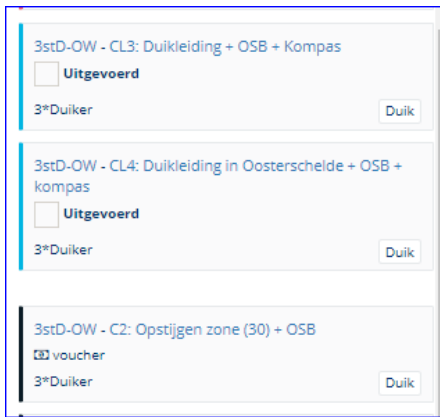 3stD-OW - CL3: Duikleiding + OSB + Kompas
Uitgevoerd
3*Duiker
Duik
3stD-OW - CL4: Duikleiding in Oosterschelde + OSB +
kompas
Uitgevoerd
3*Duiker
Duik
3stD-OW - C2: Opstijgen zone (30) + OSB
voucher
3*Duiker
Duik